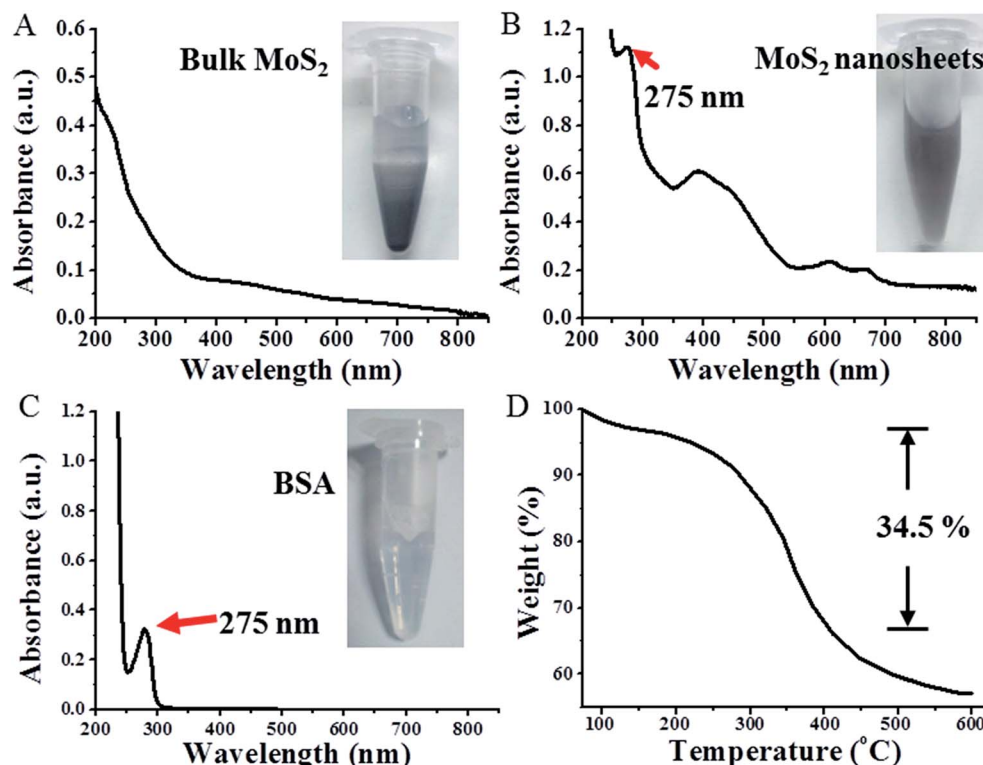 A
Bulk MoS₂
Absorbance (a.u.)
0.6
0.5
0.4
0.3
0.2
0.1
0.0
200 300 400 500 600 700 800
Wavelength (nm)
B
MoS₂ nanosheets
275 nm
Absorbance (a.u.)
1.2
1.0
0.8
0.6
0.4
0.2
0.0
200 300 400 500 600 700 800
Wavelength (nm)
C
BSA
275 nm
Absorbance (a.u.)
1.2
1.0
0.8
0.6
0.4
0.2
0.0
200 300 400 500 600 700 800
Wavelength (nm)
D
34.5 %
Weight (%)
100
90
80
70
60
100 200 300 400 500 600
Temperature (°C)